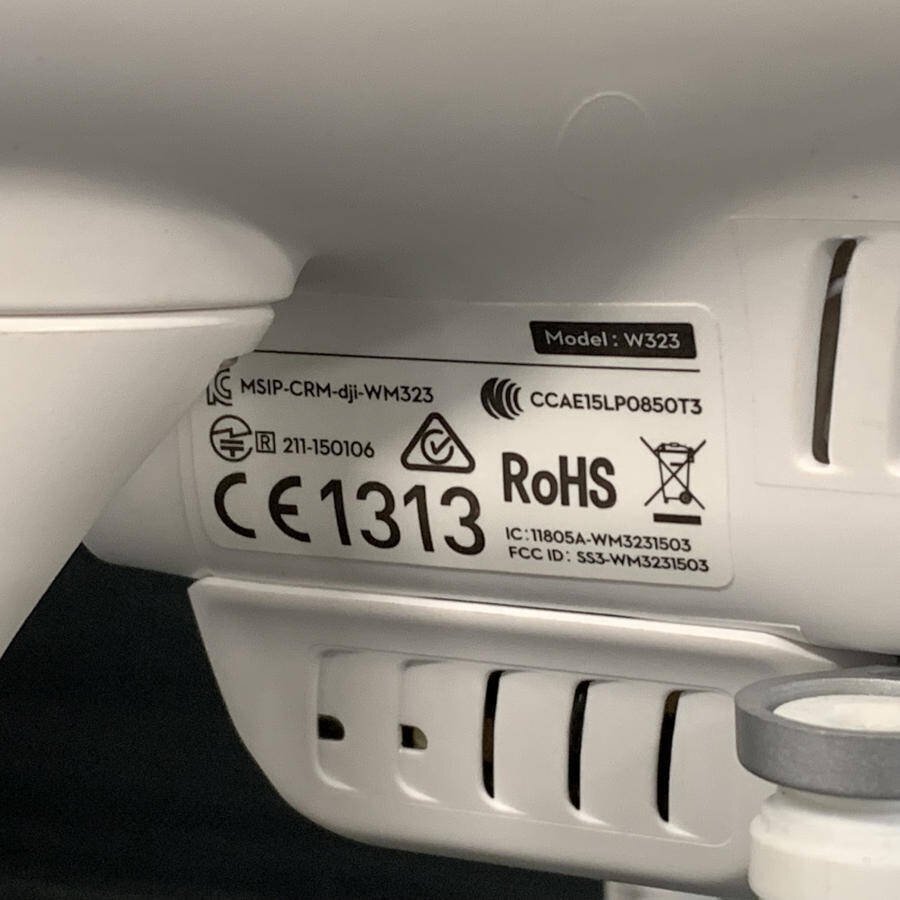 Model : W323
MSIP-CRM-dji-WM323
CCAE15LP0850T3
R 211-150106
CE1313
RoHS
IC:11805A-WM3231503
FCC ID: SS3-WM3231503